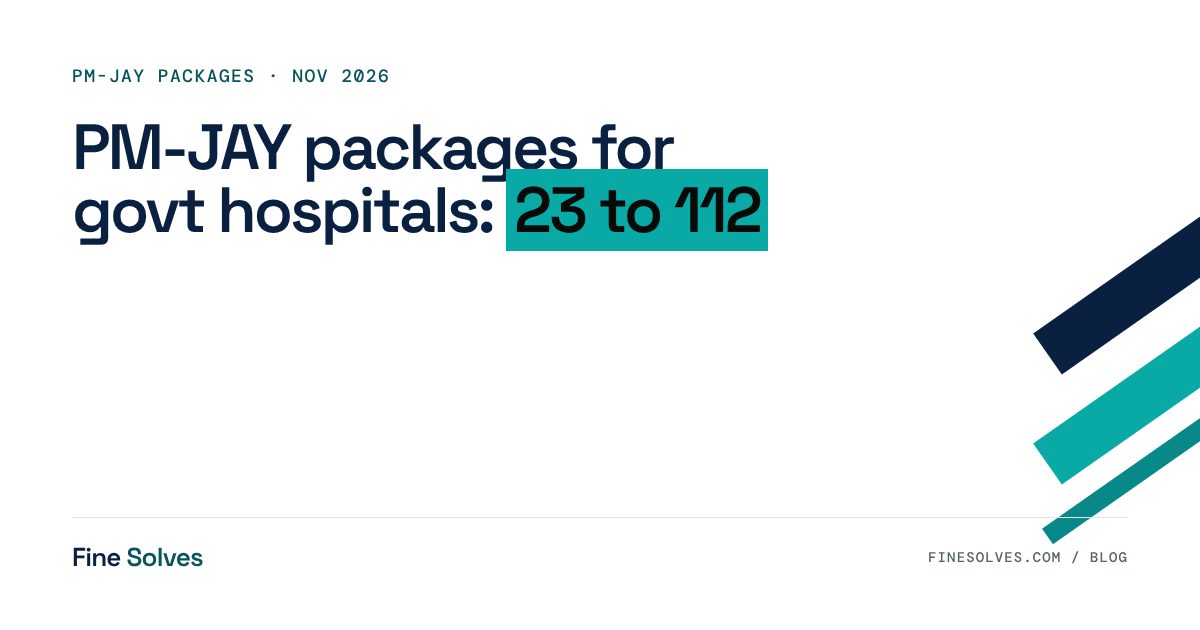 PM-JAY PACKAGES · NOV 2026
PM-JAY packages for
govt hospitals: 23 to 112
Fine Solves
FINESOLVES.COM / BLOG